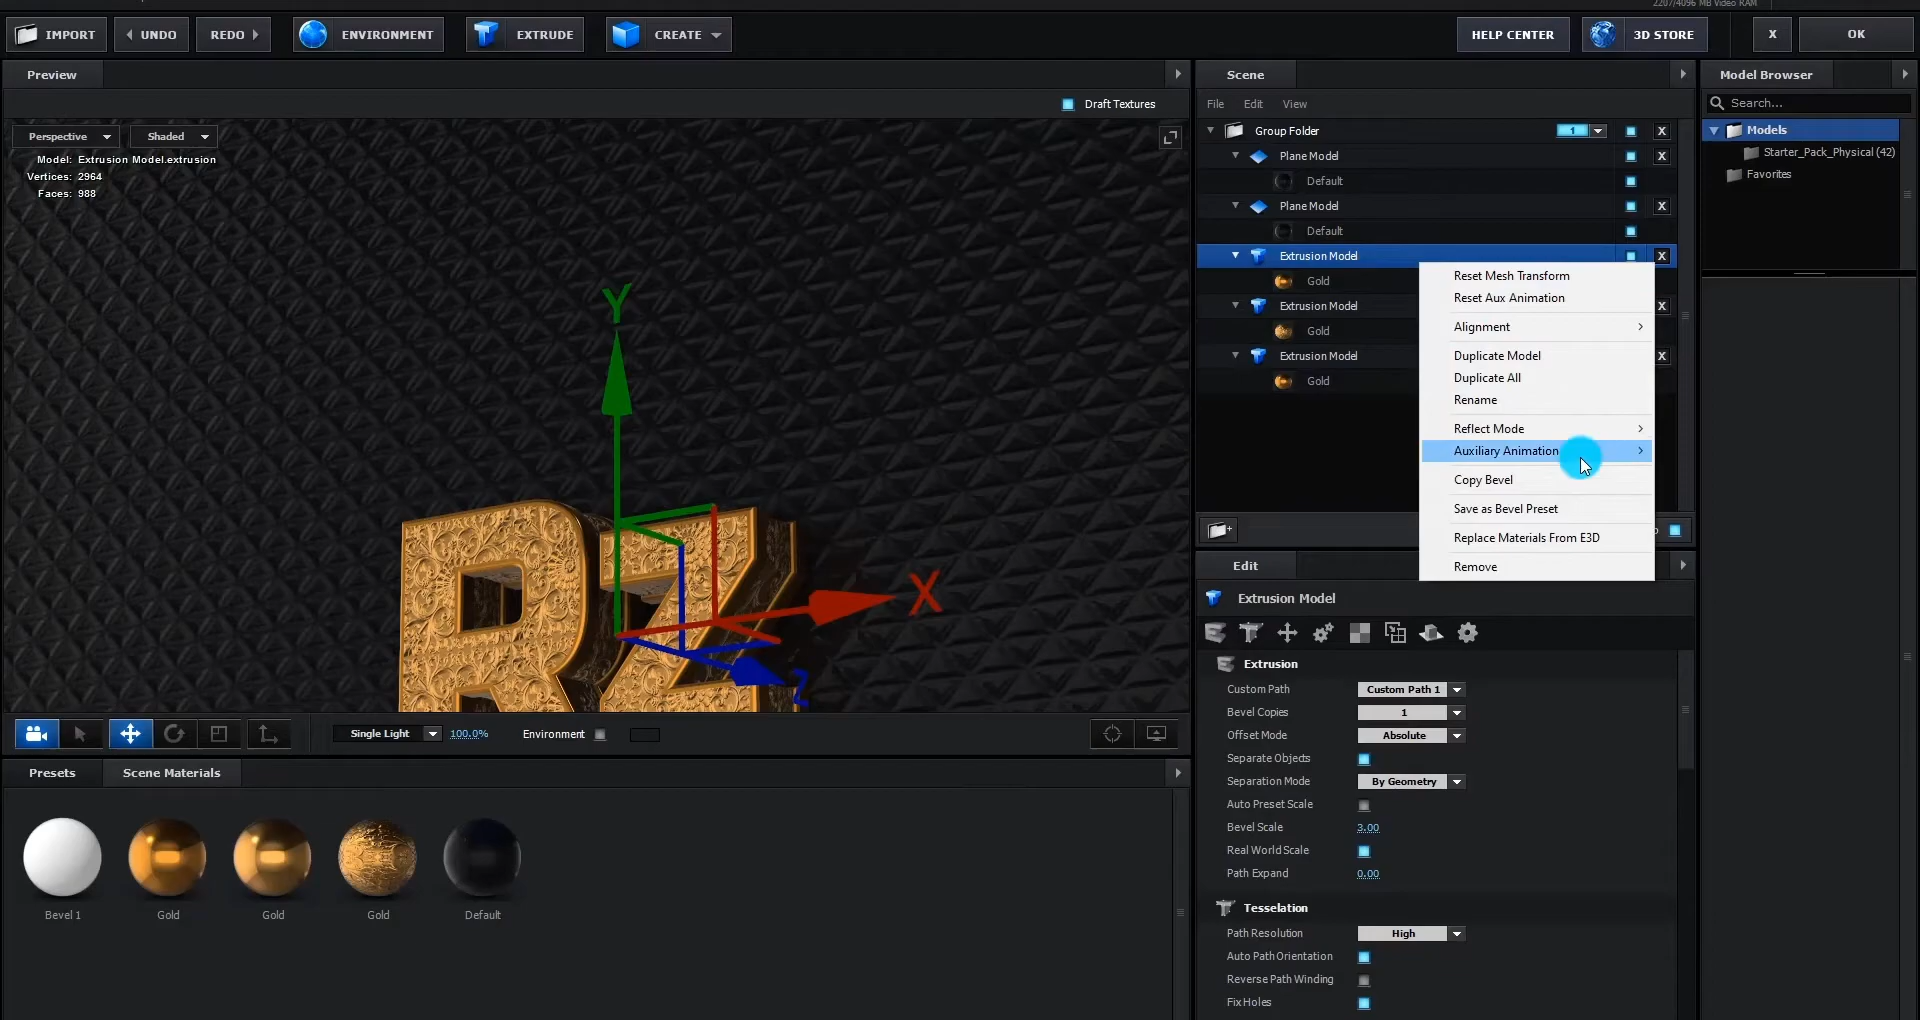 2207/4096 MB Video RAM
IMPORT
UNDO
REDO
ENVIRONMENT
EXTRUDE
CREATE
HELP CENTER
3D STORE
X
OK
Preview
Draft Textures
Perspective
Shaded
Model: Extrusion Model.extrusion
Vertices: 2964
Faces: 988
Y
X
Z
RZ
Single Light
100.0%
Environment
Presets
Scene Materials
Bevel 1
Gold
Gold
Gold
Default
Scene
File
Edit
View
Group Folder
1
X
Plane Model
X
Default
Plane Model
X
Default
Extrusion Model
X
Gold
Extrusion Model
X
Gold
Extrusion Model
X
Gold
Reset Mesh Transform
Reset Aux Animation
Alignment
Duplicate Model
Duplicate All
Rename
Reflect Mode
Auxiliary Animation
Copy Bevel
Save as Bevel Preset
Replace Materials From E3D
Remove
Edit
Extrusion Model
Extrusion
Custom Path
Custom Path 1
Bevel Copies
1
Offset Mode
Absolute
Separate Objects
Separation Mode
By Geometry
Auto Preset Scale
Bevel Scale
3.00
Real World Scale
Path Expand
0.00
Tesselation
Path Resolution
High
Auto Path Orientation
Reverse Path Winding
Fix Holes
Model Browser
Search...
Models
Starter_Pack_Physical (42)
Favorites